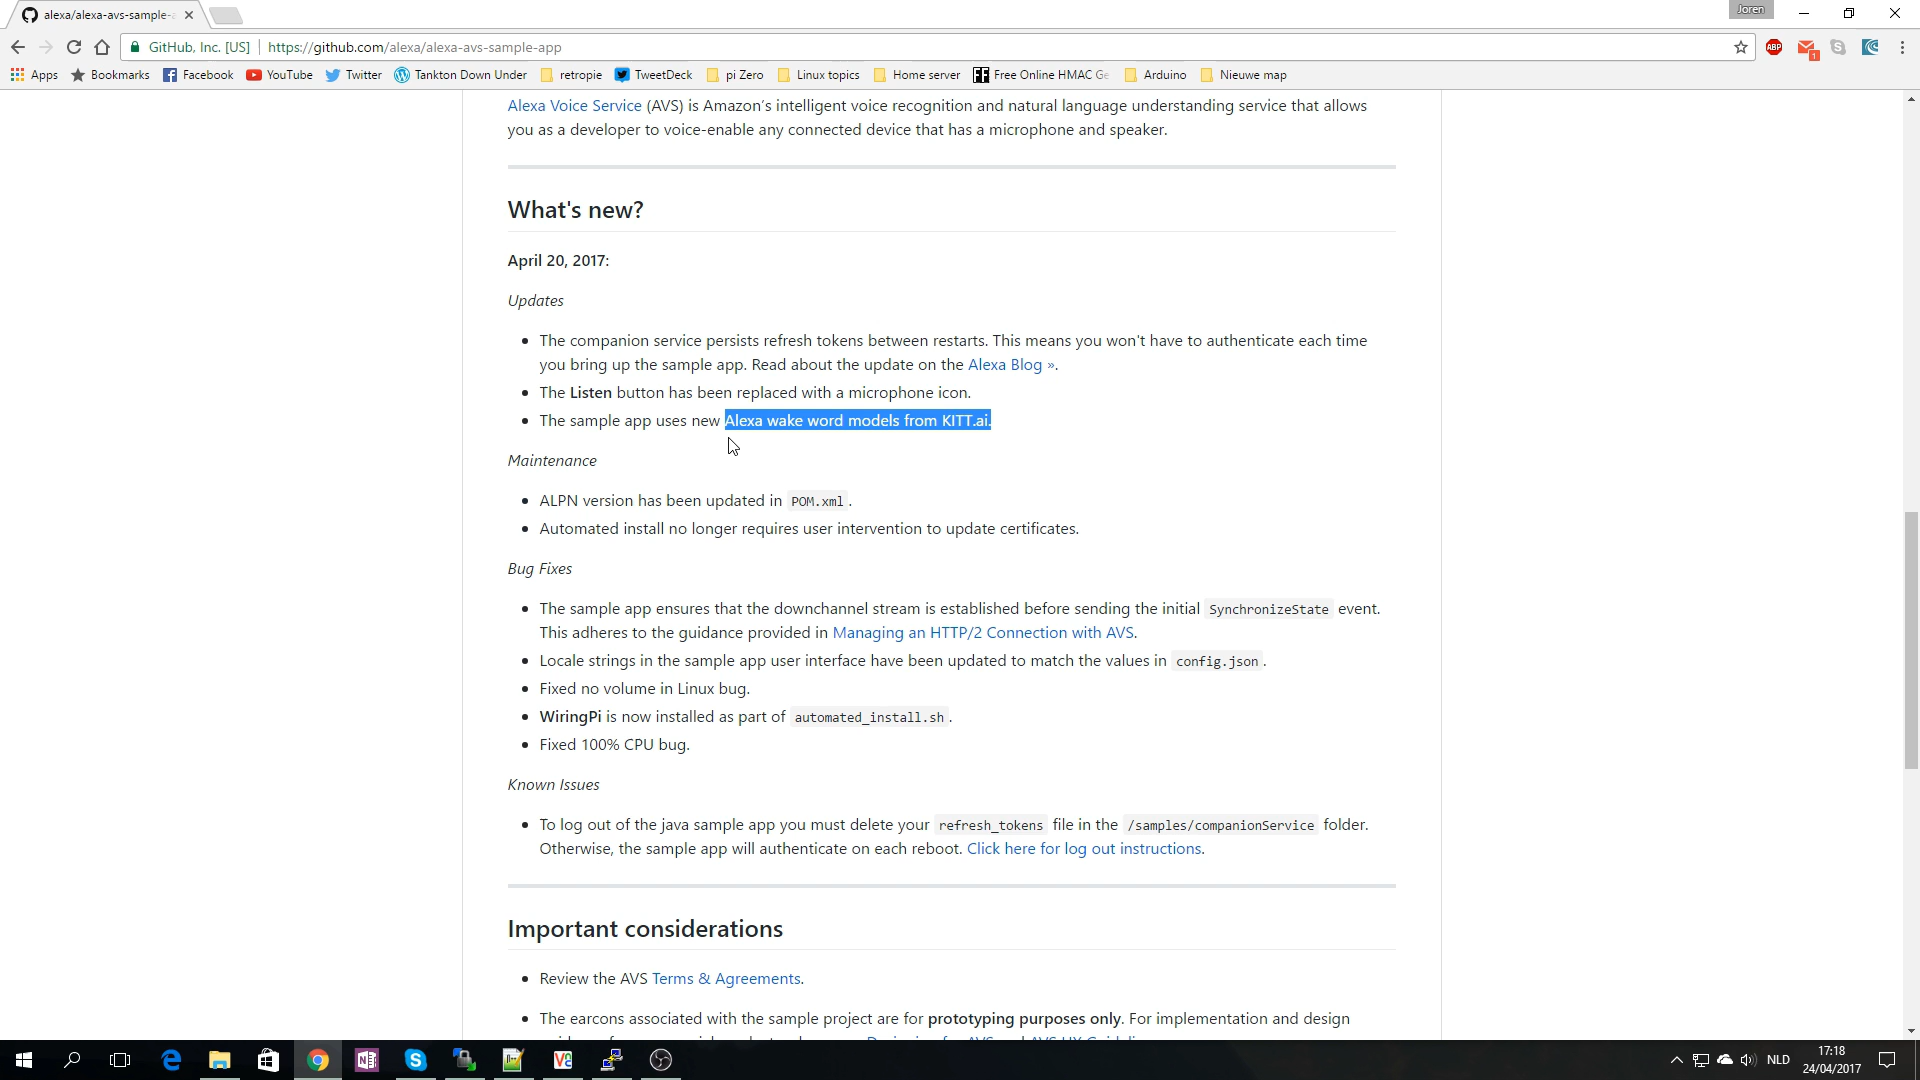 alexa/alexa-avs-sample-a
Joren
GitHub, Inc. [US] https://github.com/alexa/alexa-avs-sample-app
ABP
1
Apps Bookmarks Facebook YouTube Twitter Tankton Down Under retropie TweetDeck pi Zero Linux topics Home server Free Online HMAC Ge Arduino Nieuwe map
Alexa Voice Service (AVS) is Amazon's intelligent voice recognition and natural language understanding service that allows
you as a developer to voice-enable any connected device that has a microphone and speaker.
What's new?
April 20, 2017:
Updates
• The companion service persists refresh tokens between restarts. This means you won't have to authenticate each time
you bring up the sample app. Read about the update on the Alexa Blog ».
• The Listen button has been replaced with a microphone icon.
• The sample app uses new Alexa wake word models from KITT.ai.
Maintenance
• ALPN version has been updated in POM.xml.
• Automated install no longer requires user intervention to update certificates.
Bug Fixes
• The sample app ensures that the downchannel stream is established before sending the initial SynchronizeState event.
This adheres to the guidance provided in Managing an HTTP/2 Connection with AVS.
• Locale strings in the sample app user interface have been updated to match the values in config.json.
• Fixed no volume in Linux bug.
• WiringPi is now installed as part of automated_install.sh.
• Fixed 100% CPU bug.
Known Issues
• To log out of the java sample app you must delete your refresh_tokens file in the /samples/companionService folder.
Otherwise, the sample app will authenticate on each reboot. Click here for log out instructions.
Important considerations
• Review the AVS Terms & Agreements.
• The earcons associated with the sample project are for prototyping purposes only. For implementation and design
NLD
17:18
24/04/2017